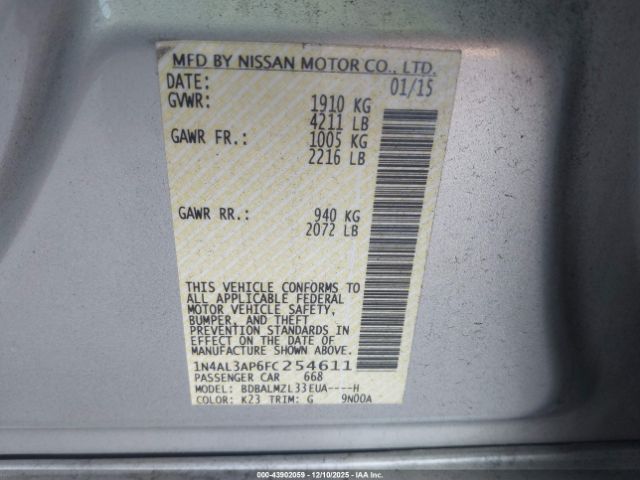 MFD BY NISSAN MOTOR CO., LTD.
DATE: 01/15
GVWR: 1910 KG
4211 LB
GAWR FR.: 1005 KG
2216 LB
GAWR RR.: 940 KG
2072 LB
THIS VEHICLE CONFORMS TO
ALL APPLICABLE FEDERAL
MOTOR VEHICLE SAFETY,
BUMPER, AND THEFT
PREVENTION STANDARDS IN
EFFECT ON THE DATE OF
MANUFACTURE SHOWN ABOVE.
1N4AL3AP6FC254611
PASSENGER CAR 668
MODEL: BDBALMZL33EUA----H
COLOR: K23 TRIM: G 9N00A
000-43902059 - 12/10/2025 - IAA Inc.